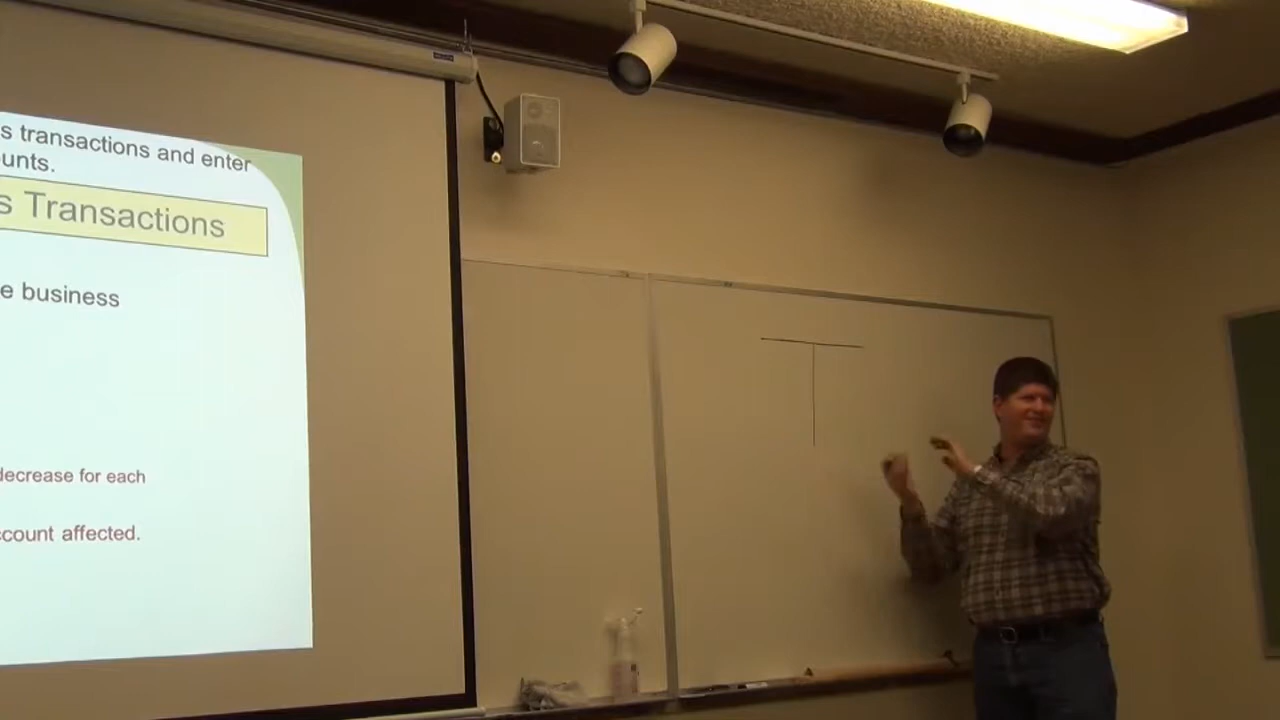 s transactions and enter
unts.
s Transactions
e business
decrease for each
ccount affected.
T